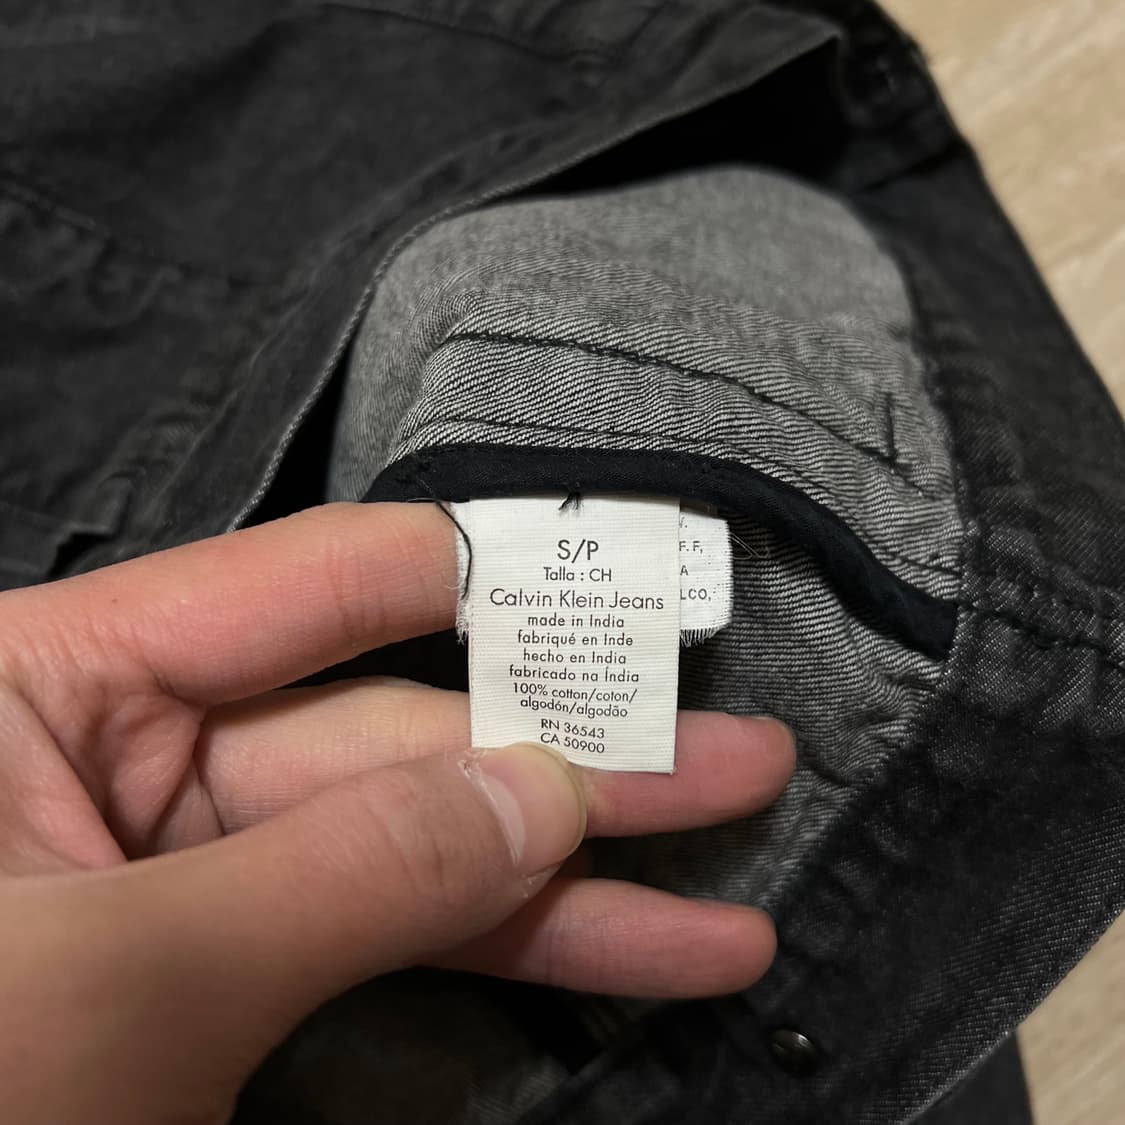 S/P
Talla : CH
Calvin Klein Jeans
made in India
fabriqué en Inde
hecho en India
fabricado na Índia
100% cotton/coton/
algodón/algodão
RN 36543
CA 50900
F.F,
A
LCO,